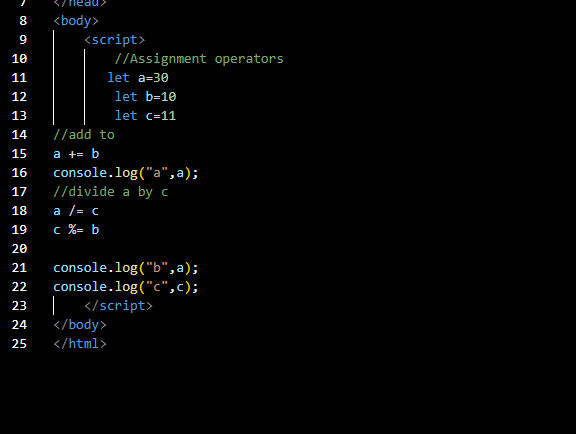 7 </head>
8 <body>
9 <script>
10 //Assignment operators
11 let a=30
12 let b=10
13 let c=11
14 //add to
15 a += b
16 console.log("a",a);
17 //divide a by c
18 a /= c
19 c %= b
20
21 console.log("b",a);
22 console.log("c",c);
23 </script>
24 </body>
25 </html>